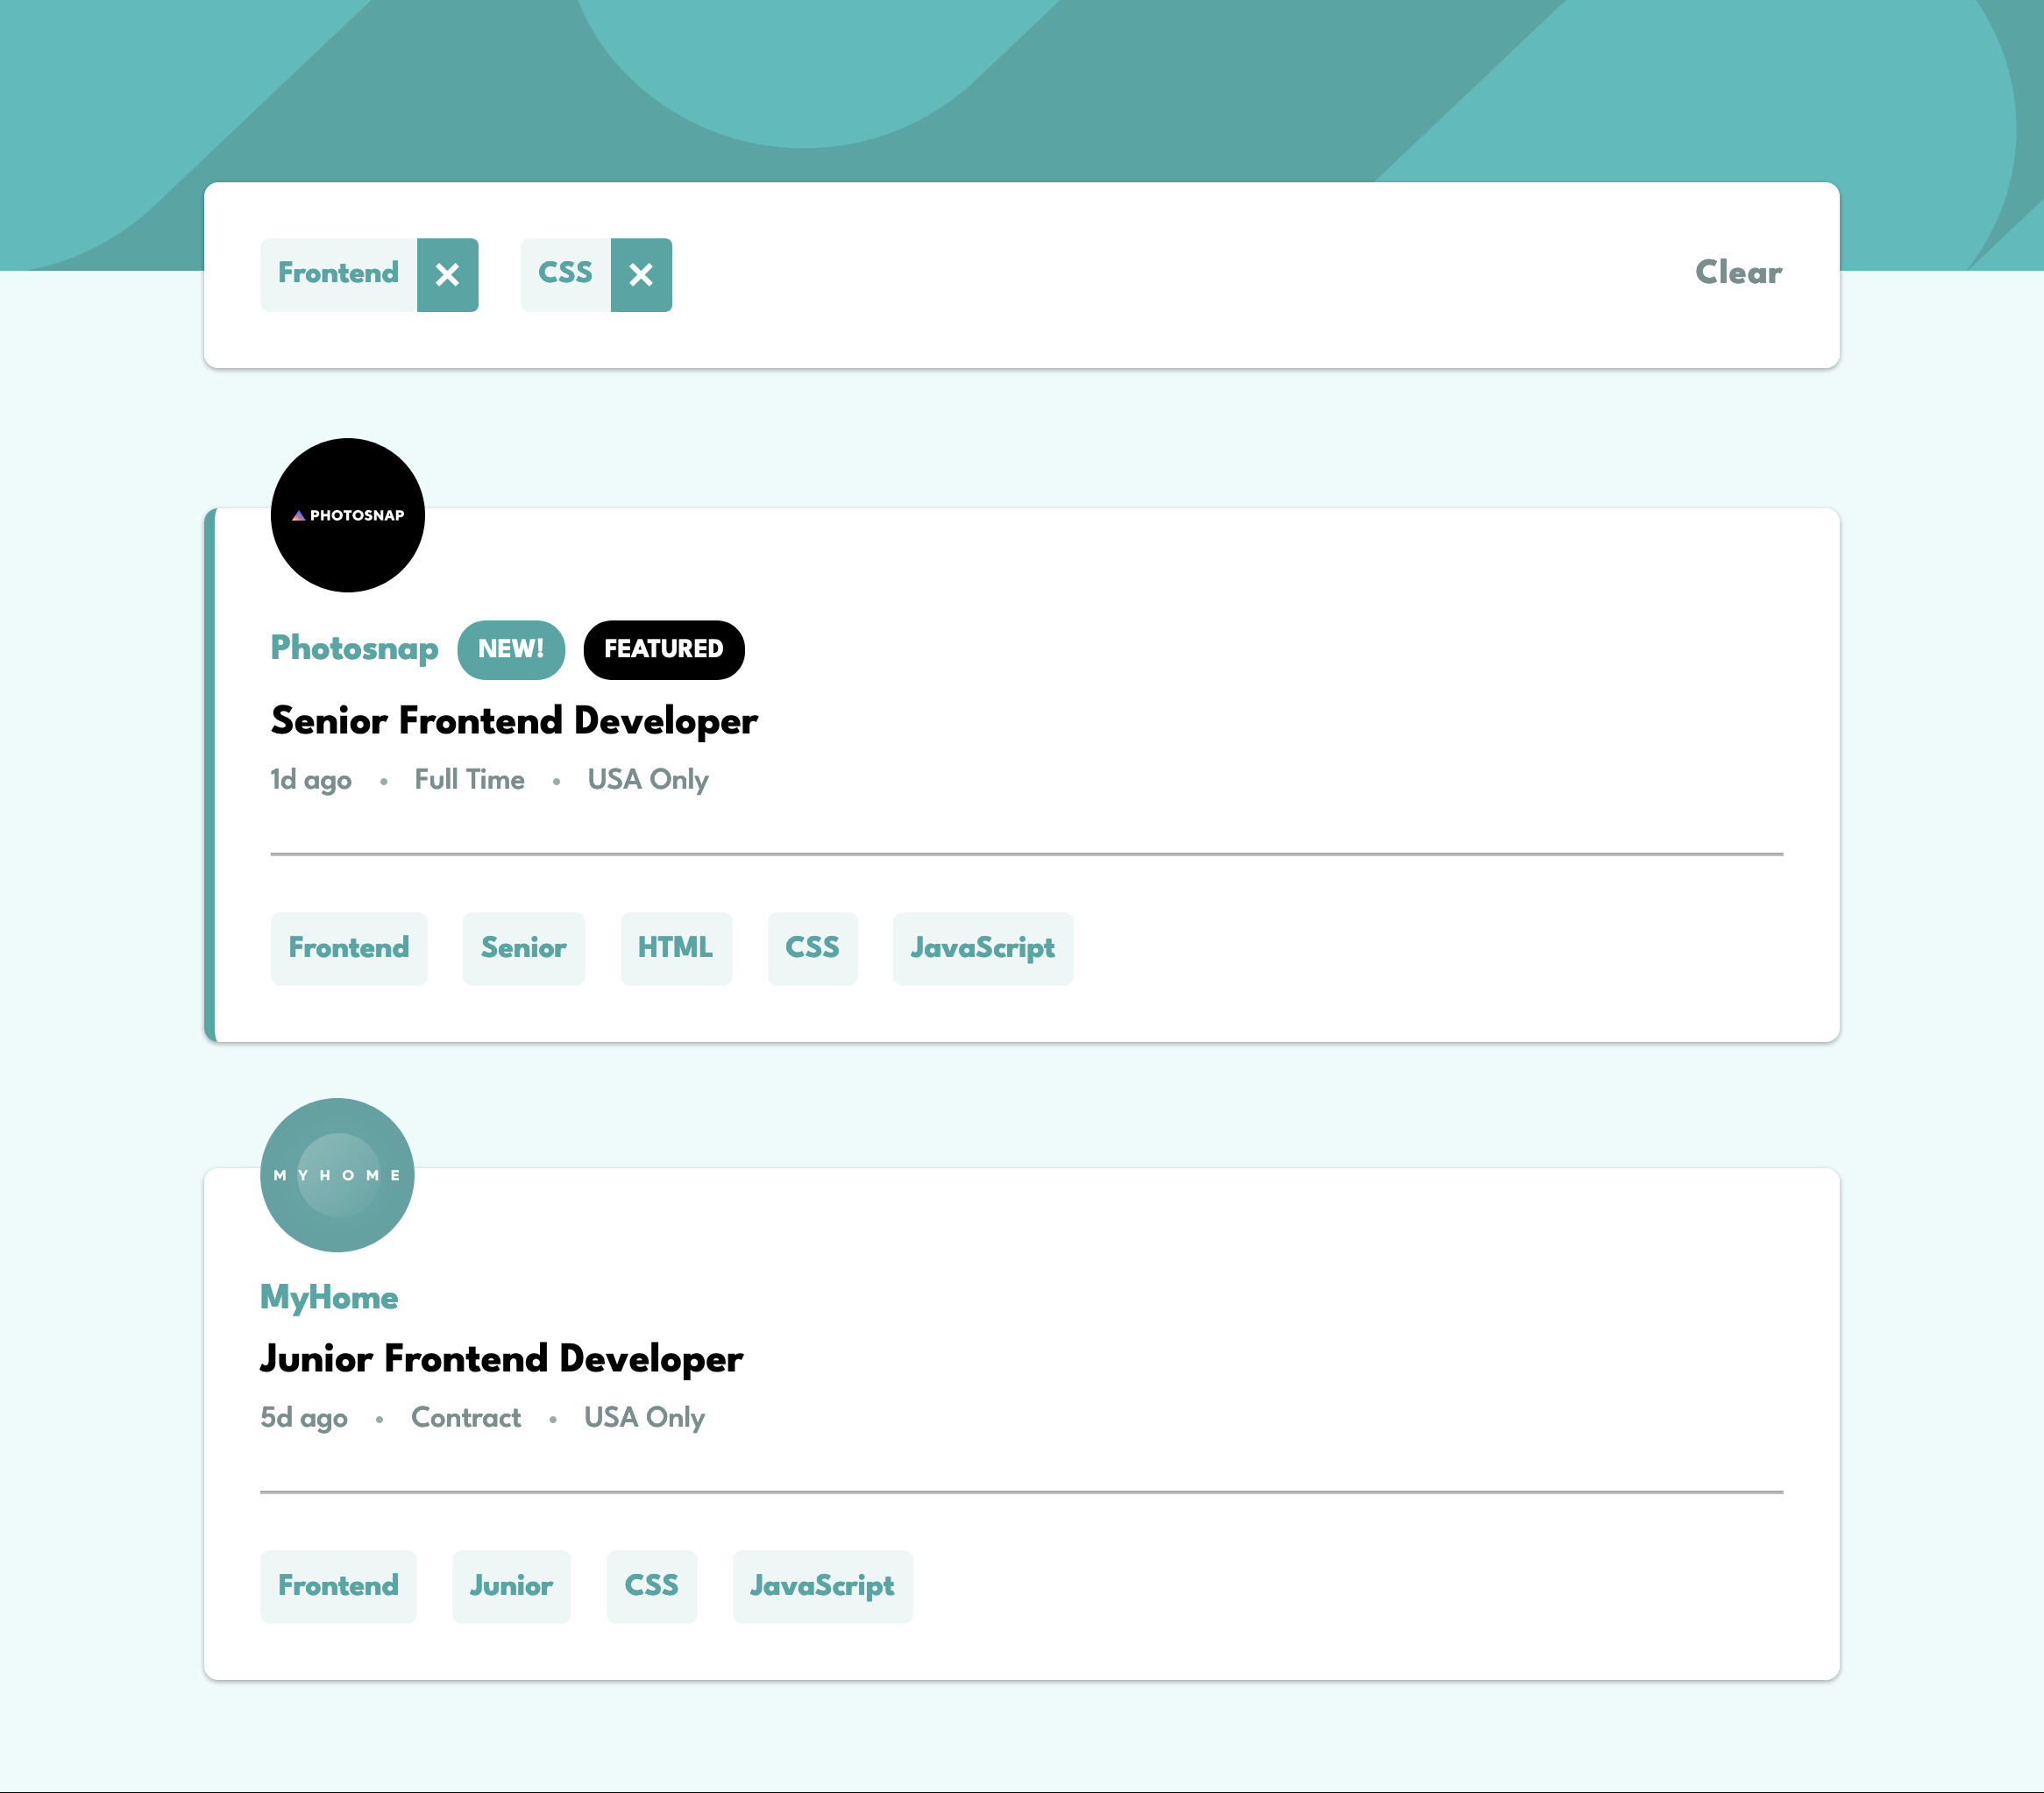 Frontend CSS Clear
PHOTOSNAP
Photosnap NEW! FEATURED
Senior Frontend Developer
1d ago • Full Time • USA Only
Frontend Senior HTML CSS JavaScript
MYHOME
MyHome
Junior Frontend Developer
5d ago • Contract • USA Only
Frontend Junior CSS JavaScript